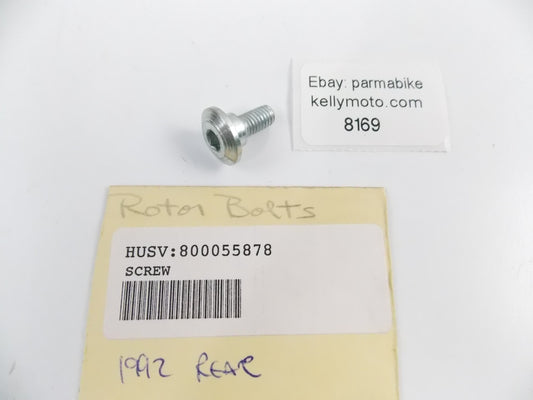 Ebay: parmabike
kellymoto.com
8169
Rotor Bolts
HUSV:800055878
SCREW
1992 REAR